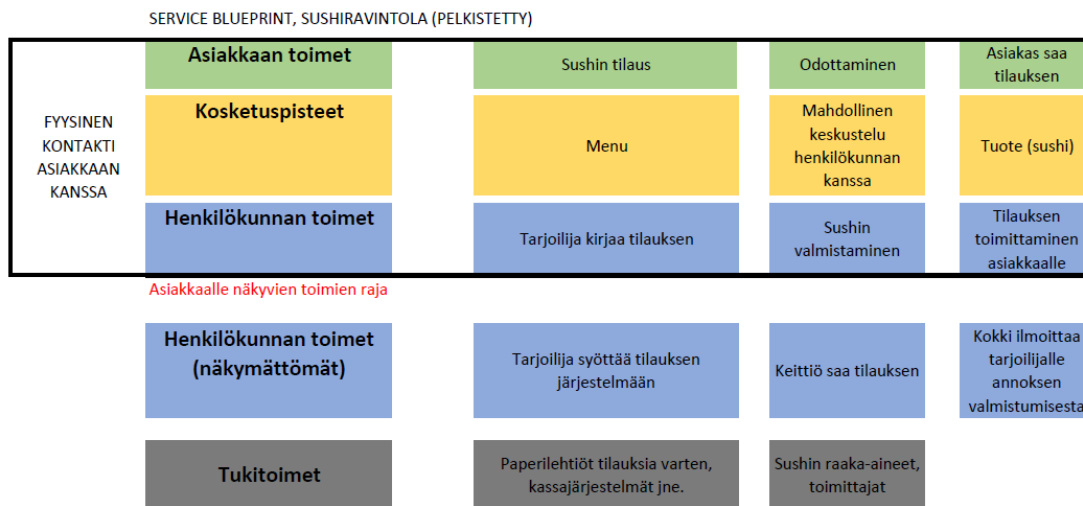 SERVICE BLUEPRINT, SUSHIRAVINTOLA (PELKISTETTY)
FYYSINEN
KONTAKTI
ASIAKKAAN
KANSSA
Asiakkaan toimet
Sushin tilaus
Odottaminen
Asiakas saa
tilauksen
Kosketuspisteet
Menu
Mahdollinen
keskustelu
henkilökunnan
kanssa
Tuote (sushi)
Henkilökunnan toimet
Tarjoilija kirjaa tilauksen
Sushin
valmistaminen
Tilauksen
toimittaminen
asiakkaalle
Asiakkaalle näkyvien toimien raja
Henkilökunnan toimet
(näkymättömät)
Tarjoilija syöttää tilauksen
järjestelmään
Keittiö saa tilauksen
Kokki ilmoittaa
tarjoilijalle
annoksen
valmistumisesta
Tukitoimet
Paperilehtiöt tilauksia varten,
kassajärjestelmät jne.
Sushin raaka-aineet,
toimittajat